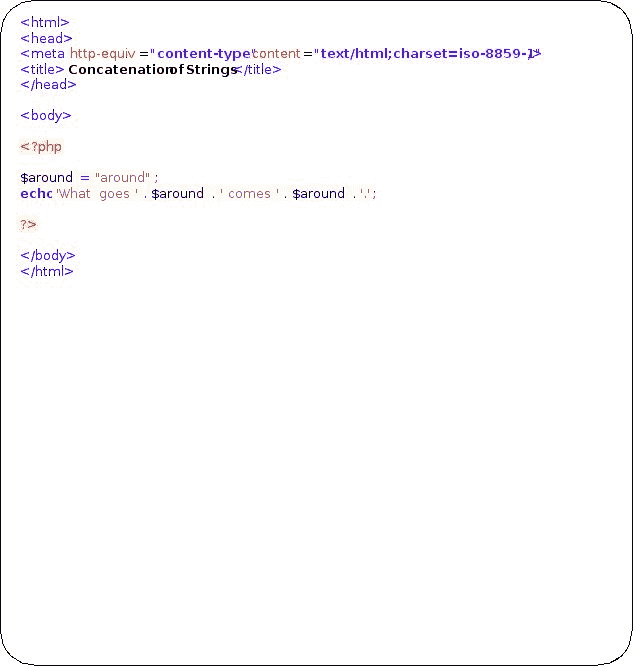 <html>
<head>
<meta http-equiv="content-type" content="text/html;charset=iso-8859-1">
<title>Concatenation of Strings</title>
</head>
<body>
<?php
$around = "around" ;
echo 'What goes ' . $around . ' comes ' . $around . '.';
?>
</body>
</html>